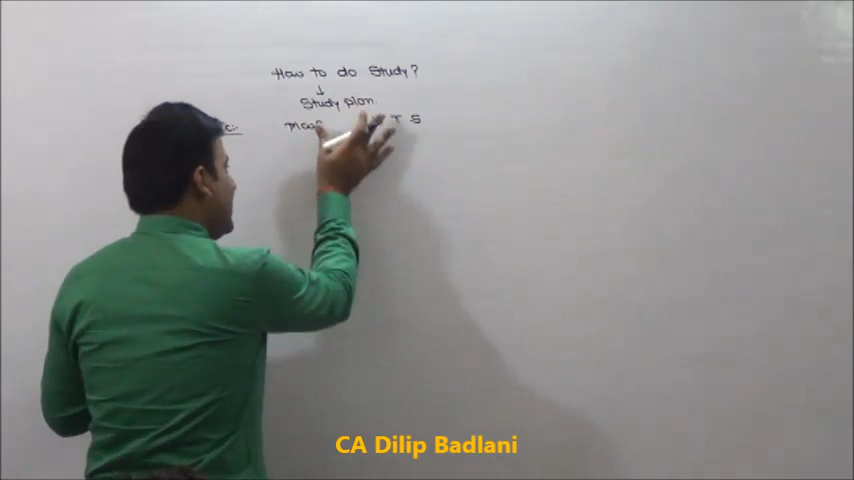 How to do Study?
↓
Study plan
T S
CA Dilip Badlani